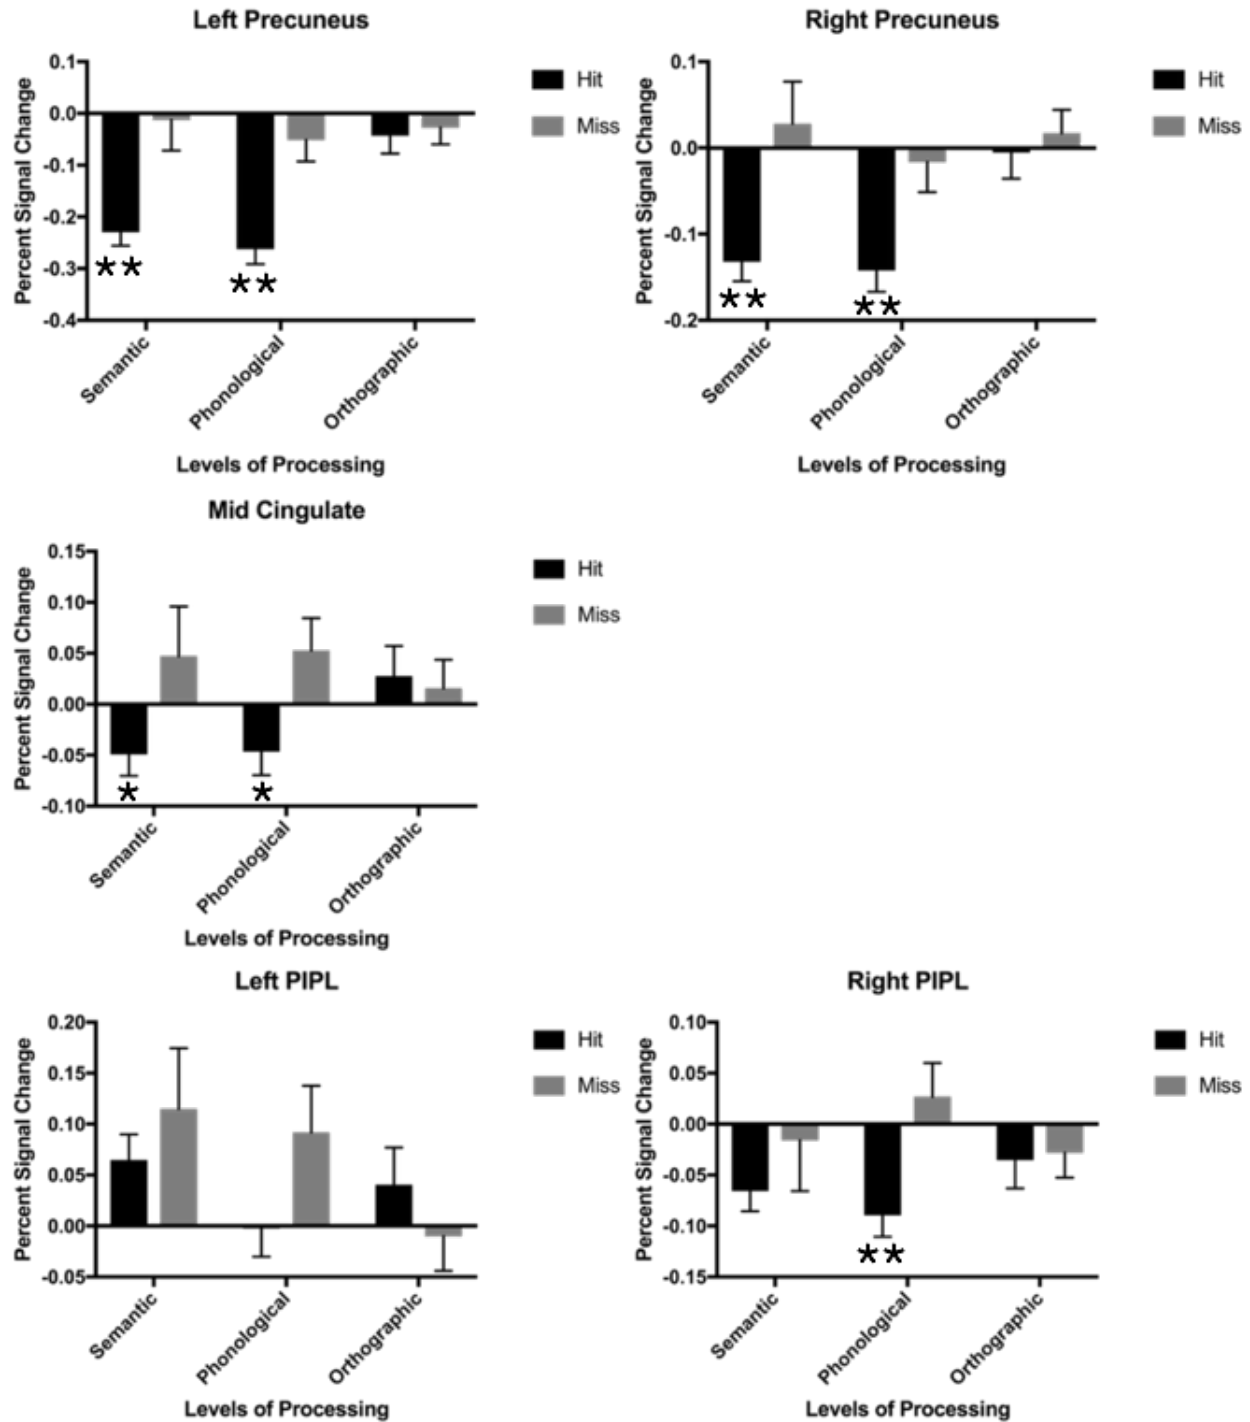 Left Precuneus
Percent Signal Change
0.1
0.0
-0.1
-0.2
-0.3
-0.4
Hit
Miss
** **
Semantic
Phonological
Orthographic
Levels of Processing
Right Precuneus
Percent Signal Change
0.1
0.0
-0.1
-0.2
Hit
Miss
** **
Semantic
Phonological
Orthographic
Levels of Processing
Mid Cingulate
Percent Signal Change
0.15
0.10
0.05
0.00
-0.05
-0.10
Hit
Miss
* *
Semantic
Phonological
Orthographic
Levels of Processing
Left PIPL
Percent Signal Change
0.20
0.15
0.10
0.05
0.00
-0.05
Hit
Miss
Semantic
Phonological
Orthographic
Levels of Processing
Right PIPL
Percent Signal Change
0.10
0.05
0.00
-0.05
-0.10
-0.15
Hit
Miss
**
Semantic
Phonological
Orthographic
Levels of Processing